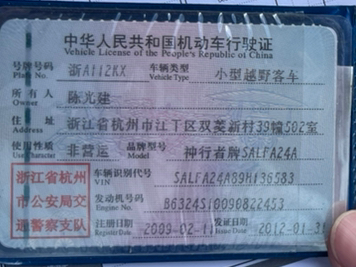 中华人民共和国机动车行驶证
Vehicle License of the People's Republic of China
号牌号码 浙A112KX 车辆类型 小型越野客车
Plate No. Vehicle Type
所有人 陈光建
Owner
住址 浙江省杭州市江干区双菱新村39幢502室
Address
使用性质 非营运 品牌型号 神行者牌SALFA24A
Use Character Model
浙江省杭州 车辆识别代号 SALFA24A89H136583
VIN
市公安局交 发动机号码 B6324S10090822453
Engine No.
通警察支队 注册日期 2009-02-11 发证日期 2012-01-31
Register Date Issue Date